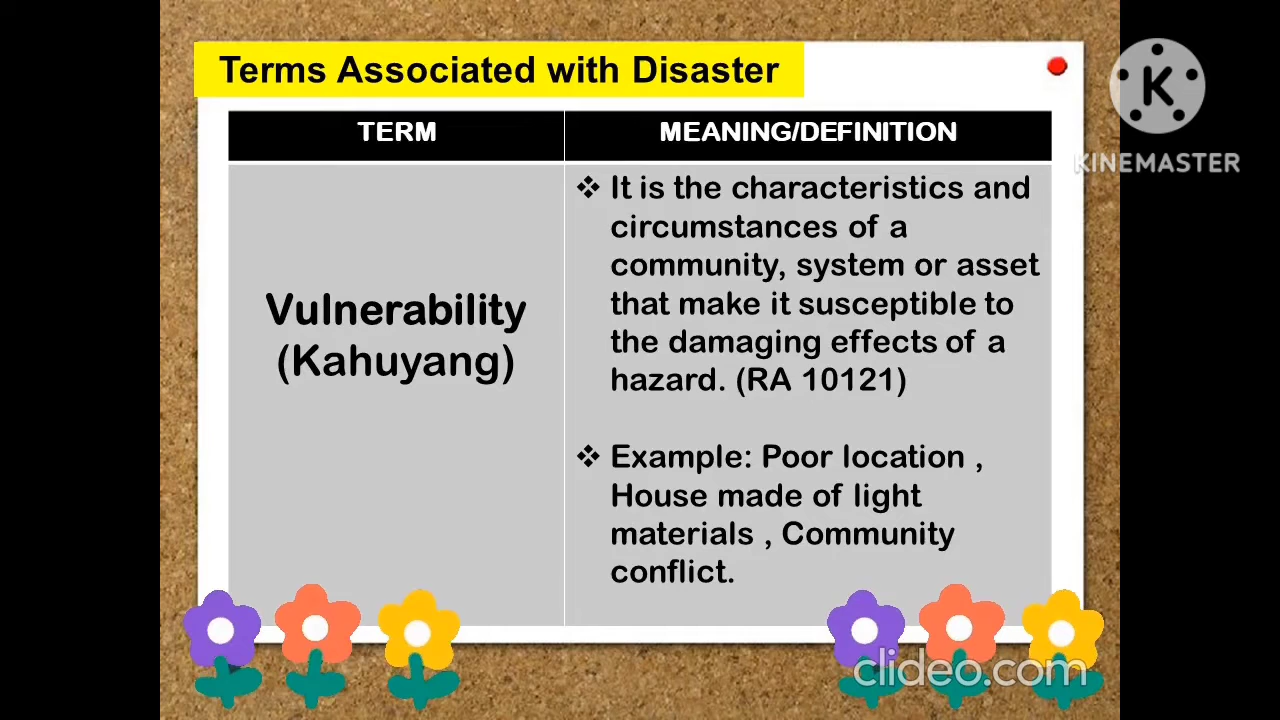 Terms Associated with Disaster
K
KINEMASTER
TERM
MEANING/DEFINITION
Vulnerability
(Kahuyang)
❖ It is the characteristics and
circumstances of a
community, system or asset
that make it susceptible to
the damaging effects of a
hazard. (RA 10121)
❖ Example: Poor location ,
House made of light
materials , Community
conflict.
clideo.com